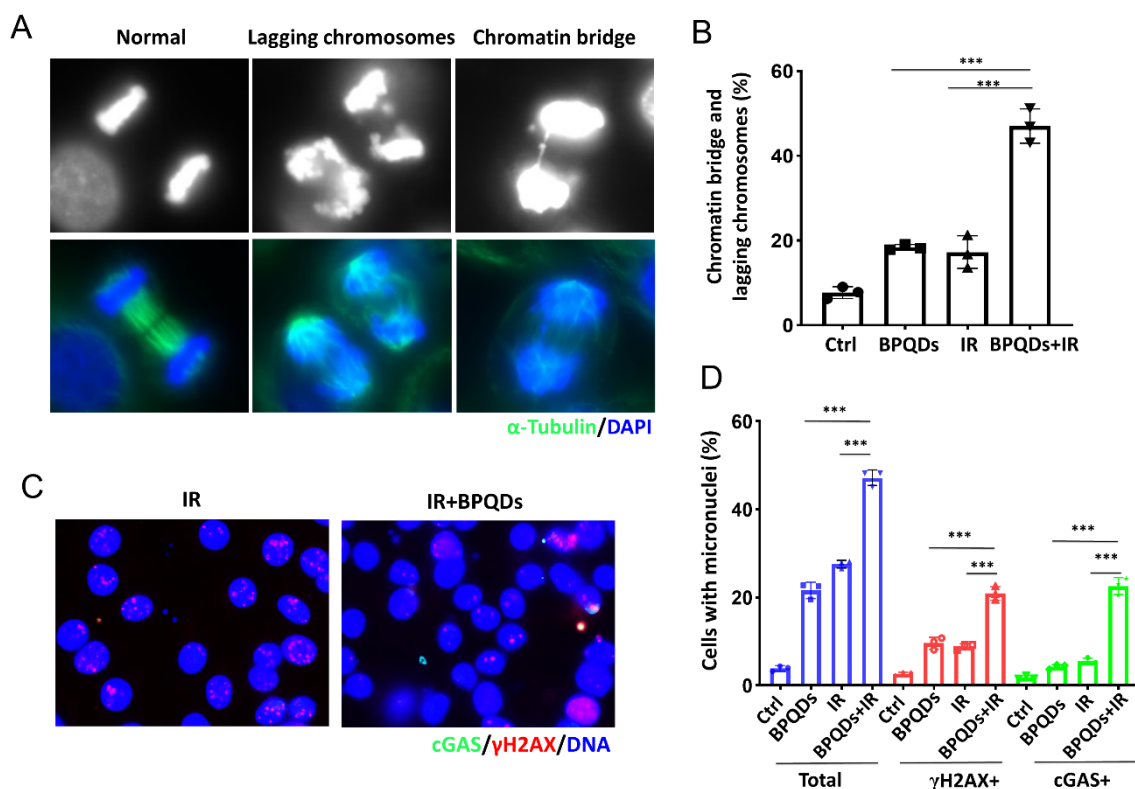 A
Normal
Lagging chromosomes
Chromatin bridge
α-Tubulin/DAPI
B
Chromatin bridge and
lagging chromosomes (%)
60
40
20
0
***
***
Ctrl
BPQDs
IR
BPQDs+IR
C
IR
IR+BPQDs
cGAS/γH2AX/DNA
D
Cells with micronuclei (%)
60
40
20
0
***
***
***
***
***
***
Ctrl
BPQDs
IR
BPQDs+IR
Ctrl
BPQDs
IR
BPQDs+IR
Ctrl
BPQDs
IR
BPQDs+IR
Total
γH2AX+
cGAS+